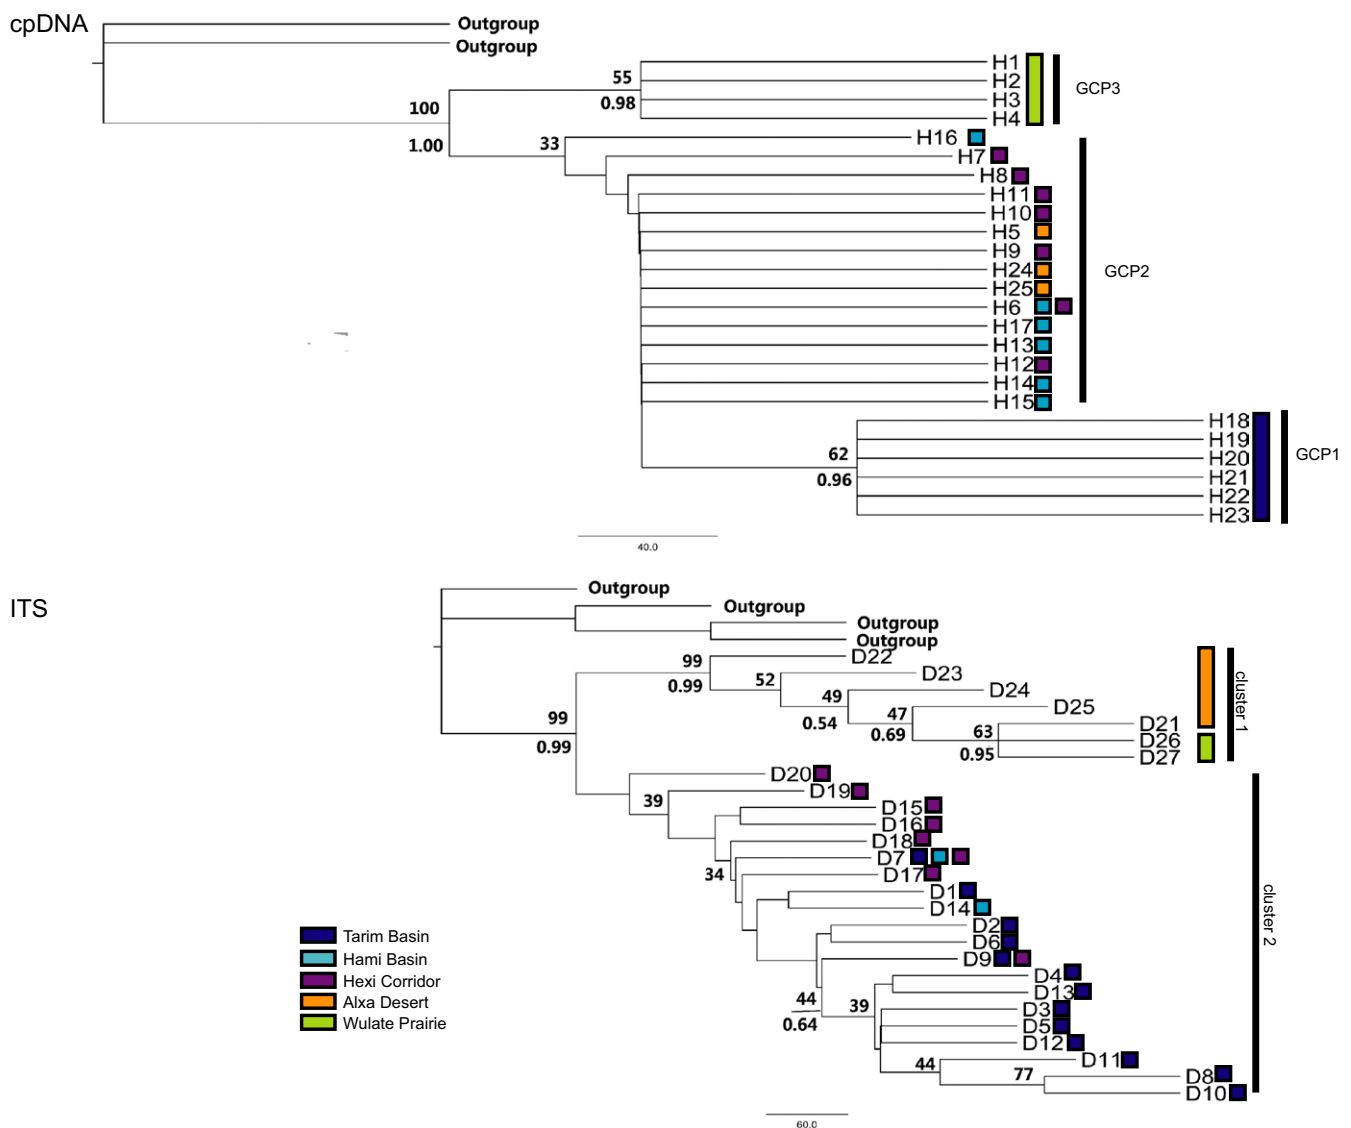 cpDNA
Outgroup
Outgroup
H1
55
H2
GCP3
0.98
H3
100
H4
H16
1.00
33
H7
H8
H11
H10
H5
H9
H24
GCP2
H25
H6
H17
H13
H12
H14
H15
H18
H19
62
H20
GCP1
0.96
H21
H22
H23
40.0
ITS
Outgroup
Outgroup
Outgroup
Outgroup
99
D22
0.99
52
D23
49
D24
cluster 1
99
0.54
47
D25
0.99
0.69
63
D21
D26
0.95
D27
D20
39
D19
D15
D16
D18
D7
34
D17
D1
D14
cluster 2
D2
D6
D9
D4
D13
44
39
D3
0.64
D5
D12
44
D11
77
D8
D10
Tarim Basin
Hami Basin
Hexi Corridor
Alxa Desert
Wulate Prairie
60.0